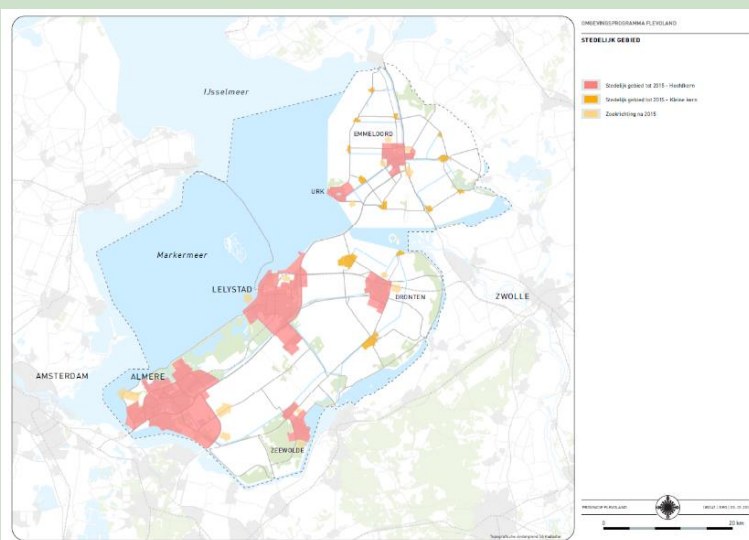 OMGEVINGSPROGRAMMA FLEVOLAND
STEDELIJK GEBIED
Stedelijk gebied tot 2015 - Hoofdkern
Stedelijk gebied tot 2015 - Kleine kern
Zoekrichting na 2015
IJsselmeer
EMMELOORD
URK
Markermeer
LELYSTAD
DRONTEN
ZWOLLE
AMSTERDAM
ALMERE
ZEEWOLDE
PROVINCIE FLEVOLAND
0
20 km